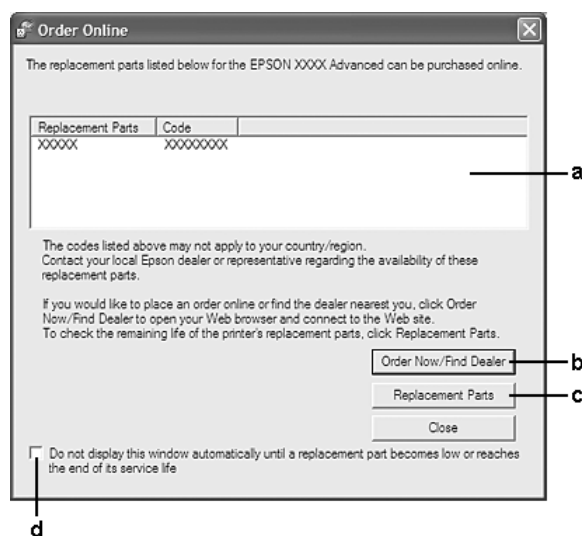 Order Online
The replacement parts listed below for the EPSON XXXX Advanced can be purchased online.
Replacement Parts Code
XXXXX XXXXXXXX
a
The codes listed above may not apply to your country/region.
Contact your local Epson dealer or representative regarding the availability of these
replacement parts.
If you would like to place an order online or find the dealer nearest you, click Order
Now/Find Dealer to open your Web browser and connect to the Web site.
To check the remaining life of the printer's replacement parts, click Replacement Parts.
Order Now/Find Dealer b
Replacement Parts c
Close
Do not display this window automatically until a replacement part becomes low or reaches
the end of its service life
d